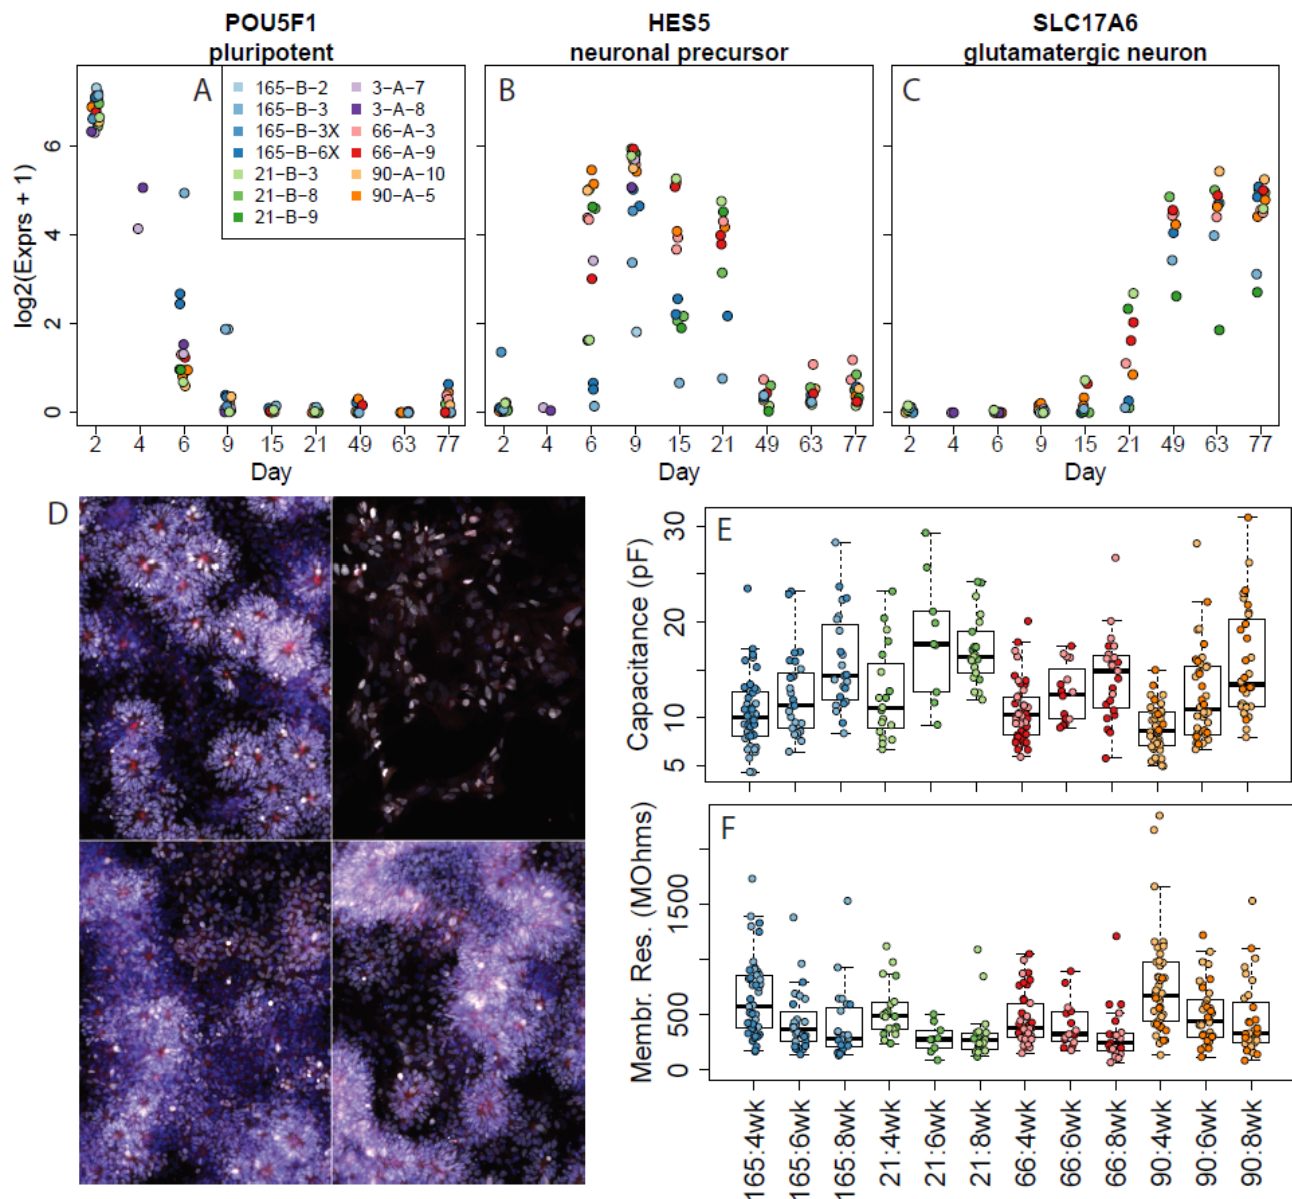 POU5F1
pluripotent
HES5
neuronal precursor
SLC17A6
glutamatergic neuron
A
B
C
165-B-2
165-B-3
165-B-3X
165-B-6X
21-B-3
21-B-8
21-B-9
3-A-7
3-A-8
66-A-3
66-A-9
90-A-10
90-A-5
log2(Exprs + 1)
6
4
2
0
2 4 6 9 15 21 49 63 77
2 4 6 9 15 21 49 63 77
2 4 6 9 15 21 49 63 77
Day
Day
Day
D
E
Capacitance (pF)
30
20
10
5
F
Membr. Res. (MOhms)
1500
500
0
165:4wk
165:6wk
165:8wk
21:4wk
21:6wk
21:8wk
66:4wk
66:6wk
66:8wk
90:4wk
90:6wk
90:8wk